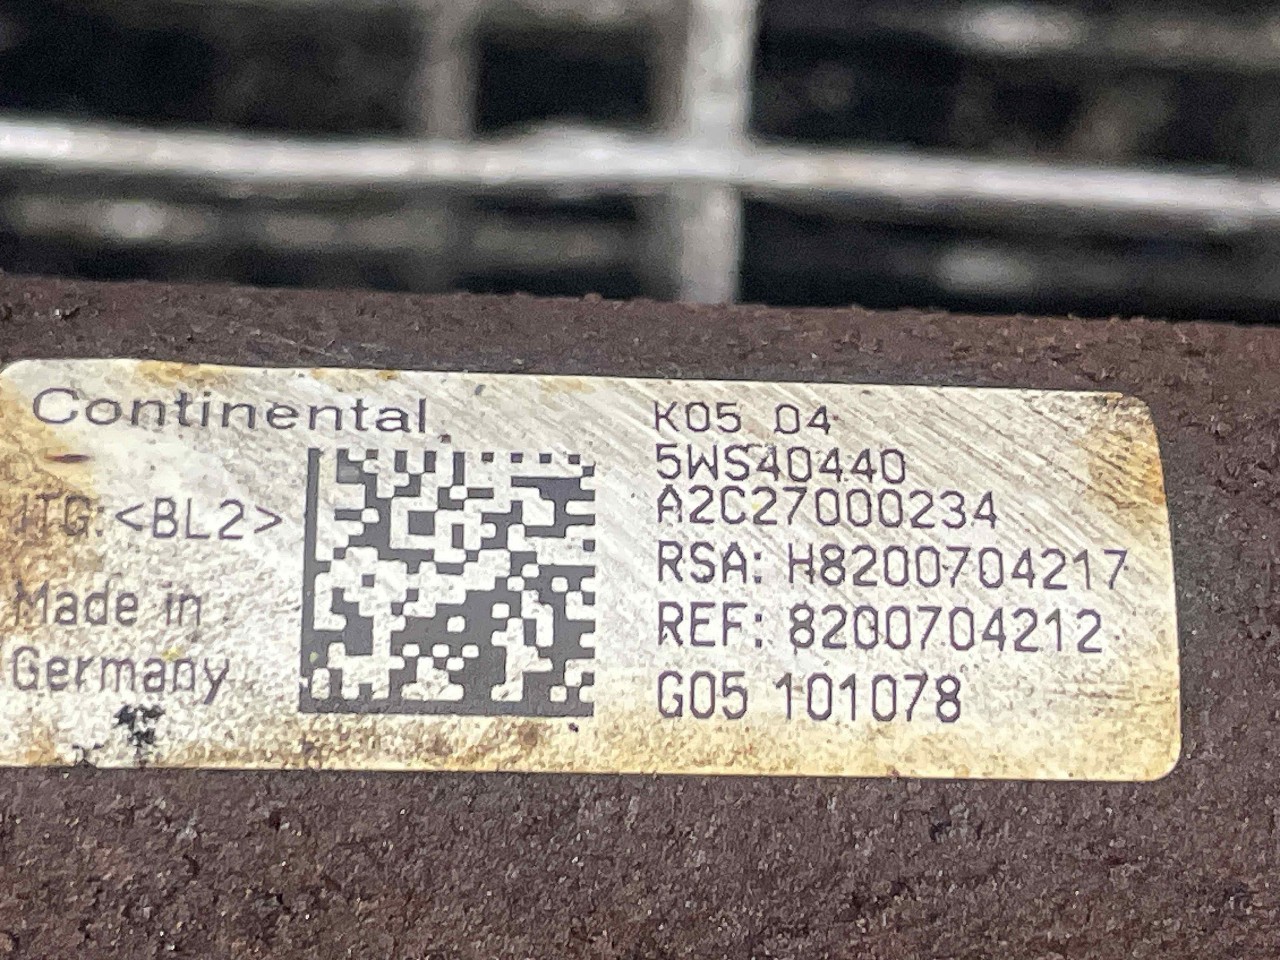 Continental
ITG: <BL2>
Made in
Germany
K05 04
5WS40440
A2C27000234
RSA: H8200704217
REF: 8200704212
G05 101078